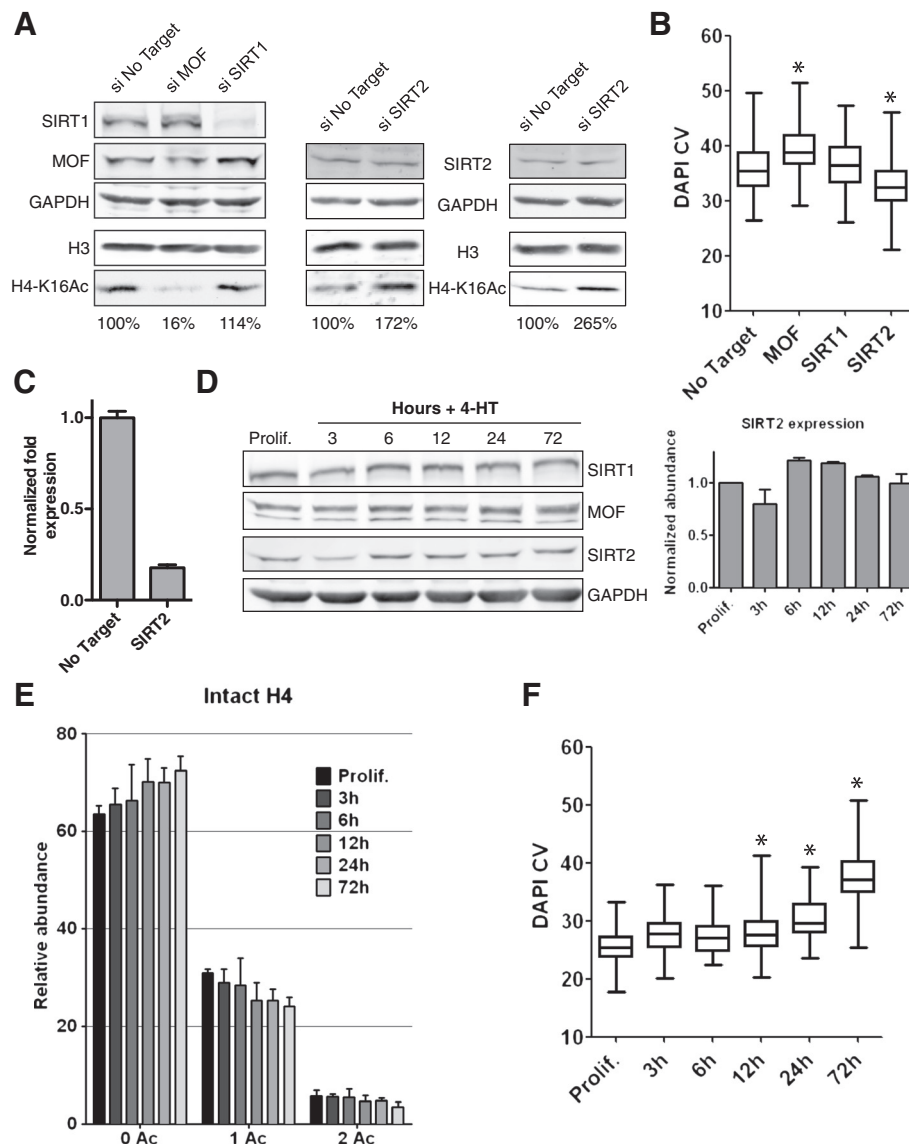 A
si No Target
si MOF
si SIRT1
SIRT1
MOF
GAPDH
H3
H4-K16Ac
100% 16% 114%
si No Target
si SIRT2
si No Target
si SIRT2
SIRT2
GAPDH
H3
H4-K16Ac
100% 172%
100% 265%
B
DAPI CV
60
50
40
30
20
10
*
*
No Target
MOF
SIRT1
SIRT2
C
Normalized fold
expression
1.0
0.5
0.0
No Target
SIRT2
D
Hours + 4-HT
Prolif. 3 6 12 24 72
SIRT1
MOF
SIRT2
GAPDH
SIRT2 expression
Normalized abundance
1.0
0.5
0.0
Prolif.
3h
6h
12h
24h
72h
E
Intact H4
Relative abundance
80
60
40
20
0
Prolif.
3h
6h
12h
24h
72h
0 Ac 1 Ac 2 Ac
F
DAPI CV
60
50
40
30
20
10
*
*
*
Prolif.
3h
6h
12h
24h
72h